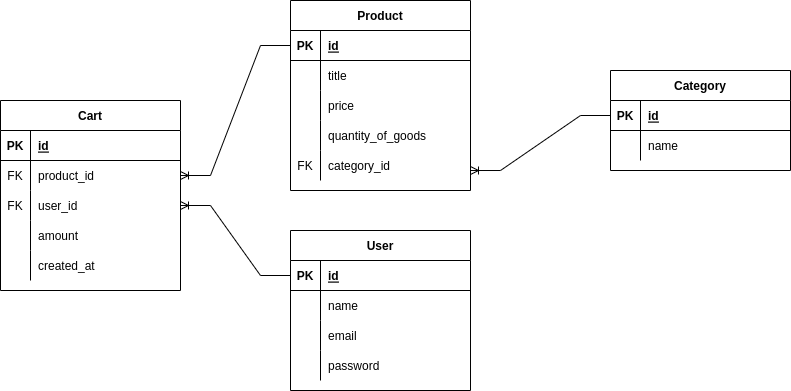 Product
PK id
title
price
quantity_of_goods
FK category_id
Category
PK id
name
Cart
PK id
FK product_id
FK user_id
amount
created_at
User
PK id
name
email
password